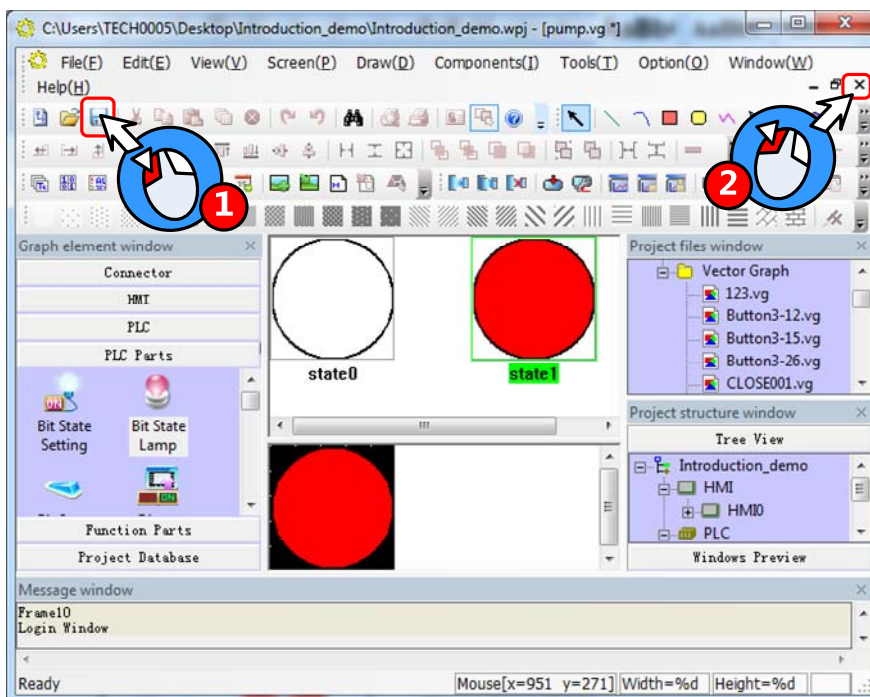 C:\Users\TECH0005\Desktop\Introduction_demo\Introduction_demo.wpj - [pump.vg *]
File(F) Edit(E) View(V) Screen(P) Draw(D) Components(I) Tools(T) Option(O) Window(W)
Help(H)
1
2
Graph element window
Connector
HMI
PLC
PLC Parts
ON
Bit State
Setting
Bit State
Lamp
Function Parts
Project Database
state0
state1
Project files window
Vector Graph
123.vg
Button3-12.vg
Button3-15.vg
Button3-26.vg
CLOSE001.vg
Project structure window
Tree View
Introduction_demo
HMI
HMI0
PLC
Windows Preview
Message window
Frame10
Login Window
Ready
Mouse[x=951 y=271] Width=%d Height=%d